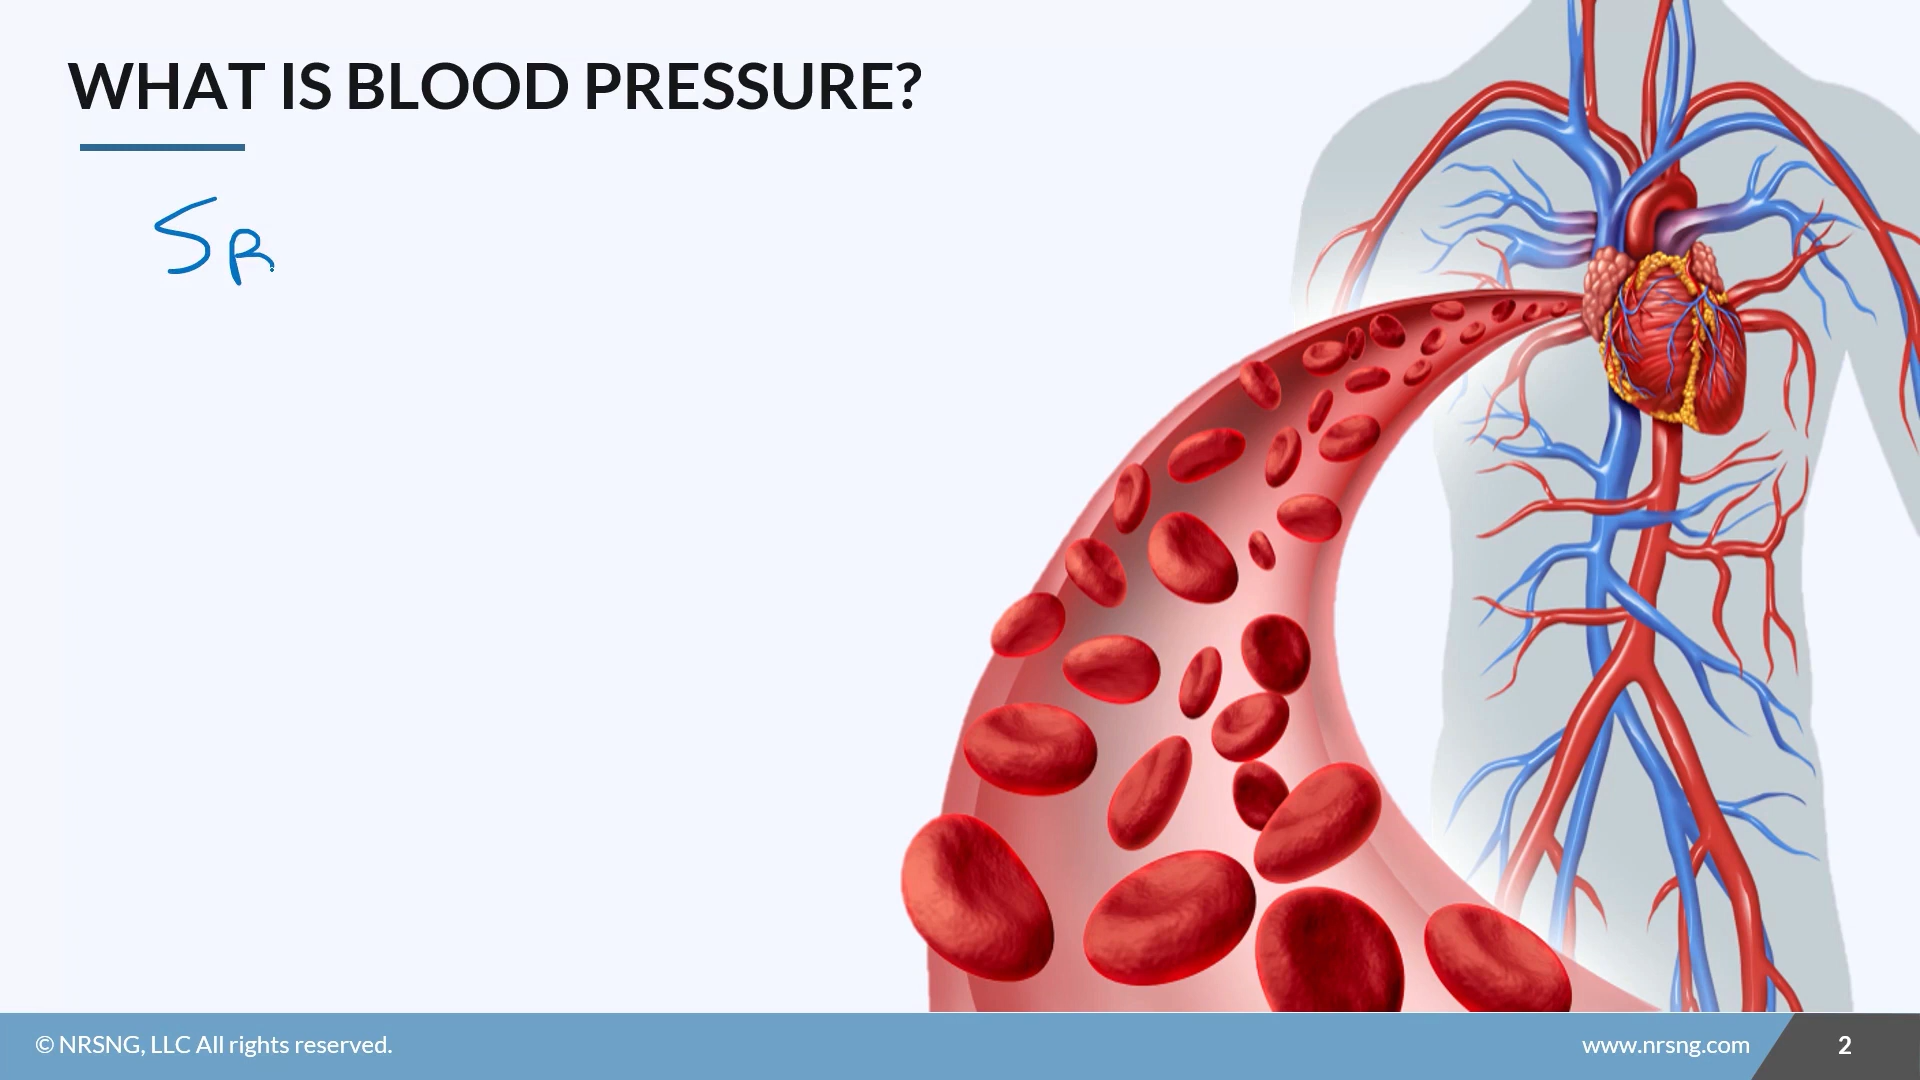 WHAT IS BLOOD PRESSURE?
SR
© NRSNG, LLC All rights reserved.
www.nrsng.com
2